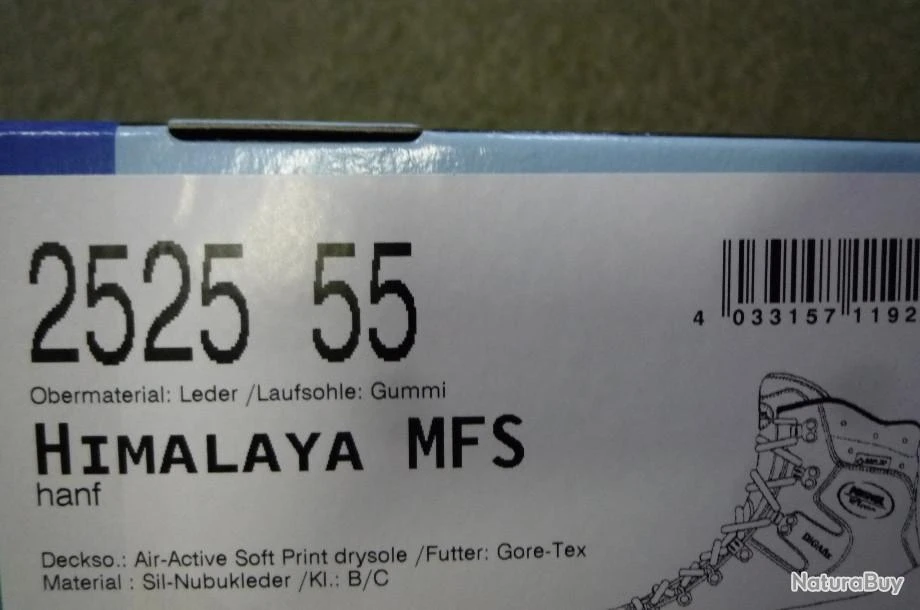 2525 55
4 033157 1192
Obermaterial: Leder /Laufsohle: Gummi
HIMALAYA MFS
hanf
Deckso.: Air-Active Soft Print drysole /Futter: Gore-Tex
Material : Sil-Nubukleder /Kl.: B/C
DIGAfix
NaturaBuy